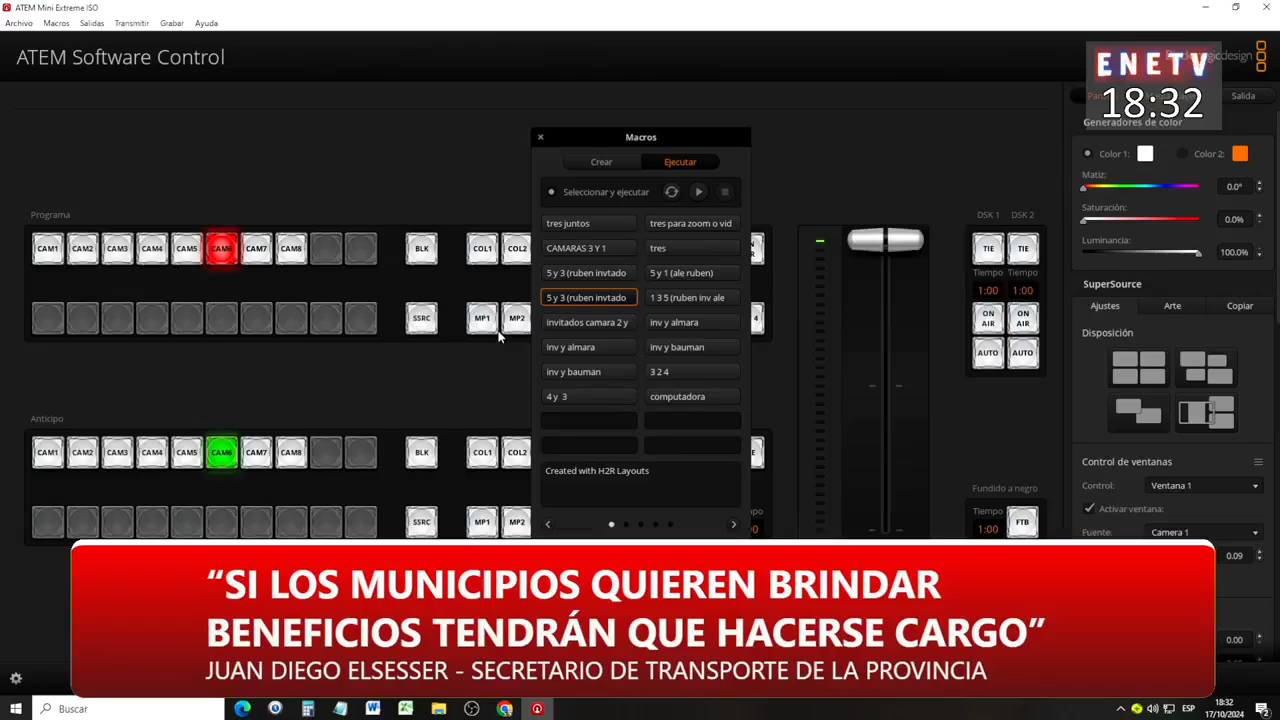 ATEM Mini Extreme ISO
Archivo Macros Salidas Transmitir Grabar Ayuda
ATEM Software Control
ENETV
18:32
Salida
Generadores de color
Color 1: Color 2:
Matiz: 0.0°
Saturación: 0.0%
Luminancia: 100.0%
Macros
Crear Ejecutar
Seleccionar y ejecutar
tres juntos tres para zoom o vid
CAMARAS 3 Y 1 tres
5 y 3 (ruben invtado 5 y 1 (ale ruben)
5 y 3 (ruben invtado 1 3 5 (ruben inv ale
invitados camara 2 y inv y almara
inv y almara inv y bauman
inv y bauman 3 2 4
4 y 3 computadora
Created with H2R Layouts
Programa
CAM1 CAM2 CAM3 CAM4 CAM5 CAM6 CAM7 CAM8 BLK COL1 COL2
SSRC MP1 MP2
Anticipo
CAM1 CAM2 CAM3 CAM4 CAM5 CAM6 CAM7 CAM8 BLK COL1 COL2
SSRC MP1 MP2
DSK 1 DSK 2
TIE TIE
Tiempo Tiempo
1:00 1:00
ON AIR ON AIR
AUTO AUTO
Fundido a negro
Tiempo
1:00 FTB
SuperSource
Ajustes Arte Copiar
Disposición
Control de ventanas
Control: Ventana 1
Activar ventana:
Fuente: Camera 1
0.09
0.00
“SI LOS MUNICIPIOS QUIEREN BRINDAR
BENEFICIOS TENDRÁN QUE HACERSE CARGO”
JUAN DIEGO ELSESSER - SECRETARIO DE TRANSPORTE DE LA PROVINCIA
Buscar
ESP
18:32
17/10/2024